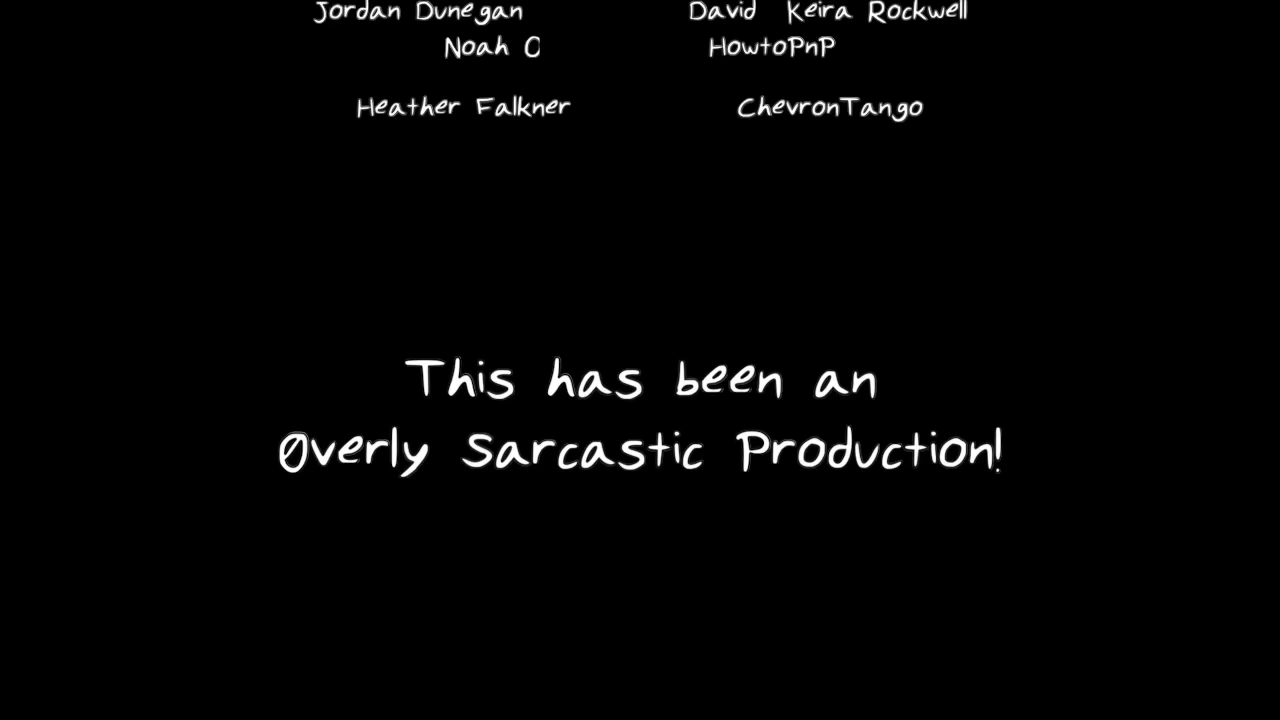 Jordan Dunegan David Keira Rockwell
Noah O HowtoPnP
Heather Falkner ChevronTango
This has been an
Overly Sarcastic Production!